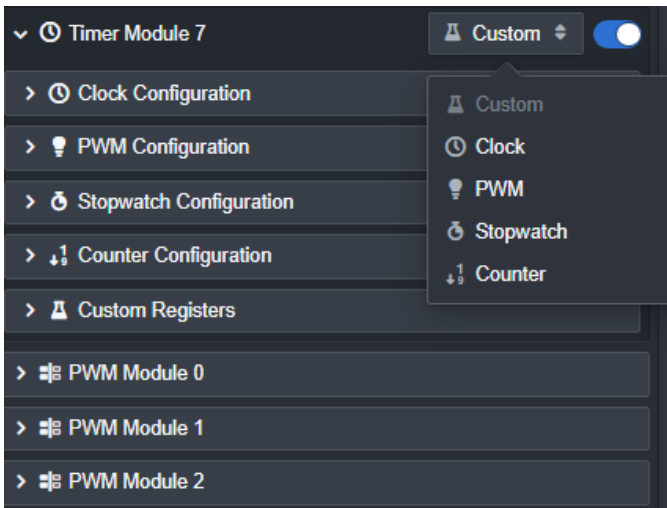 Timer Module 7
Custom
Clock Configuration
PWM Configuration
Stopwatch Configuration
Counter Configuration
Custom Registers
Custom
Clock
PWM
Stopwatch
Counter
PWM Module 0
PWM Module 1
PWM Module 2